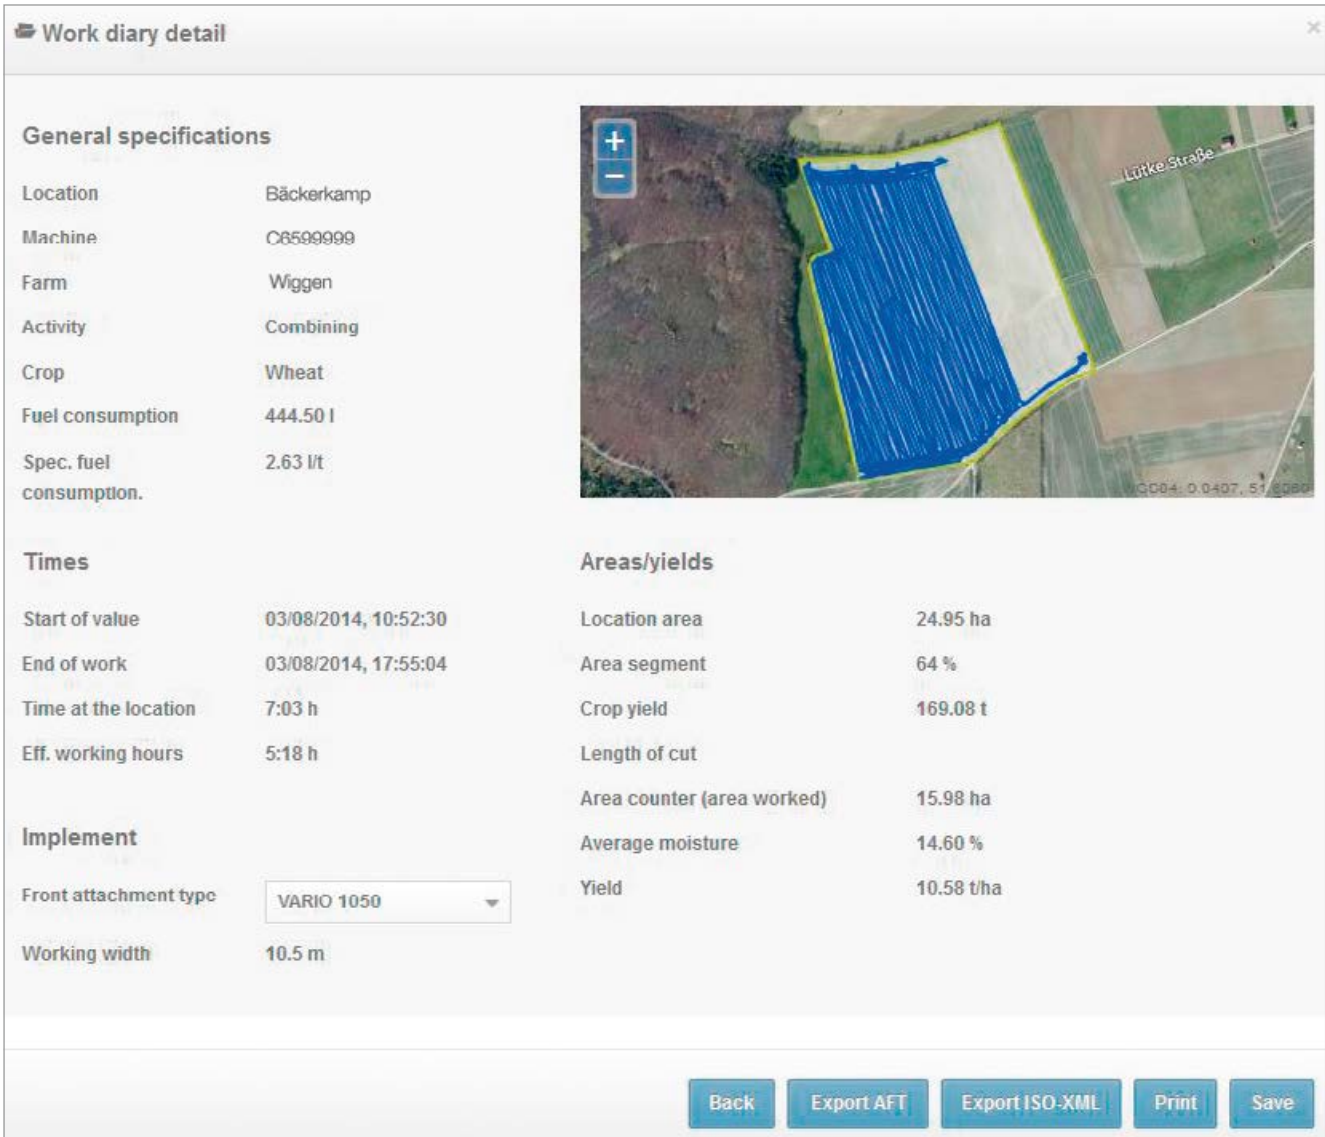 Work diary detail
×
General specifications
Location Bäckerkamp
Machine C6599999
Farm Wiggen
Activity Combining
Crop Wheat
Fuel consumption 444.50 l
Spec. fuel 2.63 l/t
consumption.
+
−
Lütke Straße
Times
Start of value 03/08/2014, 10:52:30
End of work 03/08/2014, 17:55:04
Time at the location 7:03 h
Eff. working hours 5:18 h
Implement
Front attachment type VARIO 1050
Working width 10.5 m
Areas/yields
Location area 24.95 ha
Area segment 64 %
Crop yield 169.08 t
Length of cut
Area counter (area worked) 15.98 ha
Average moisture 14.60 %
Yield 10.58 t/ha
Back Export AFT Export ISO-XML Print Save